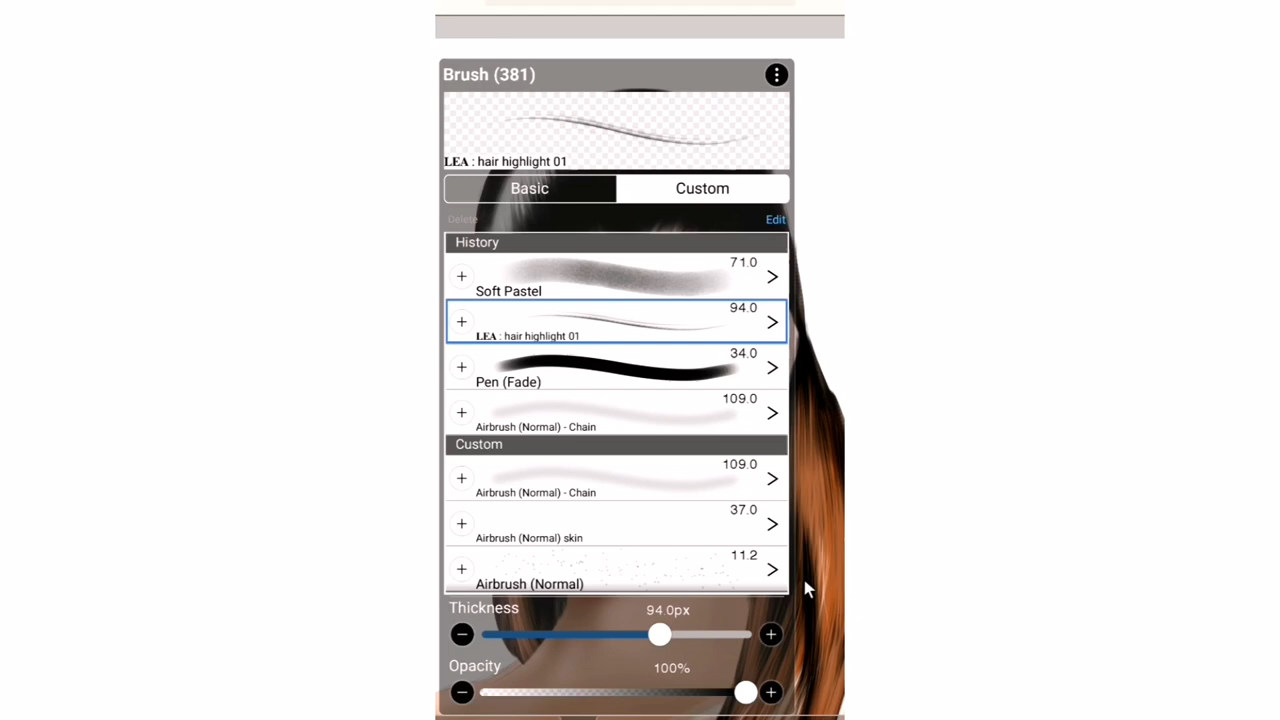 Brush (381)
LEA : hair highlight 01
Basic Custom
Delete Edit
History
71.0
Soft Pastel
94.0
LEA : hair highlight 01
34.0
Pen (Fade)
109.0
Airbrush (Normal) - Chain
Custom
109.0
Airbrush (Normal) - Chain
37.0
Airbrush (Normal) skin
11.2
Airbrush (Normal)
Thickness 94.0px
Opacity 100%